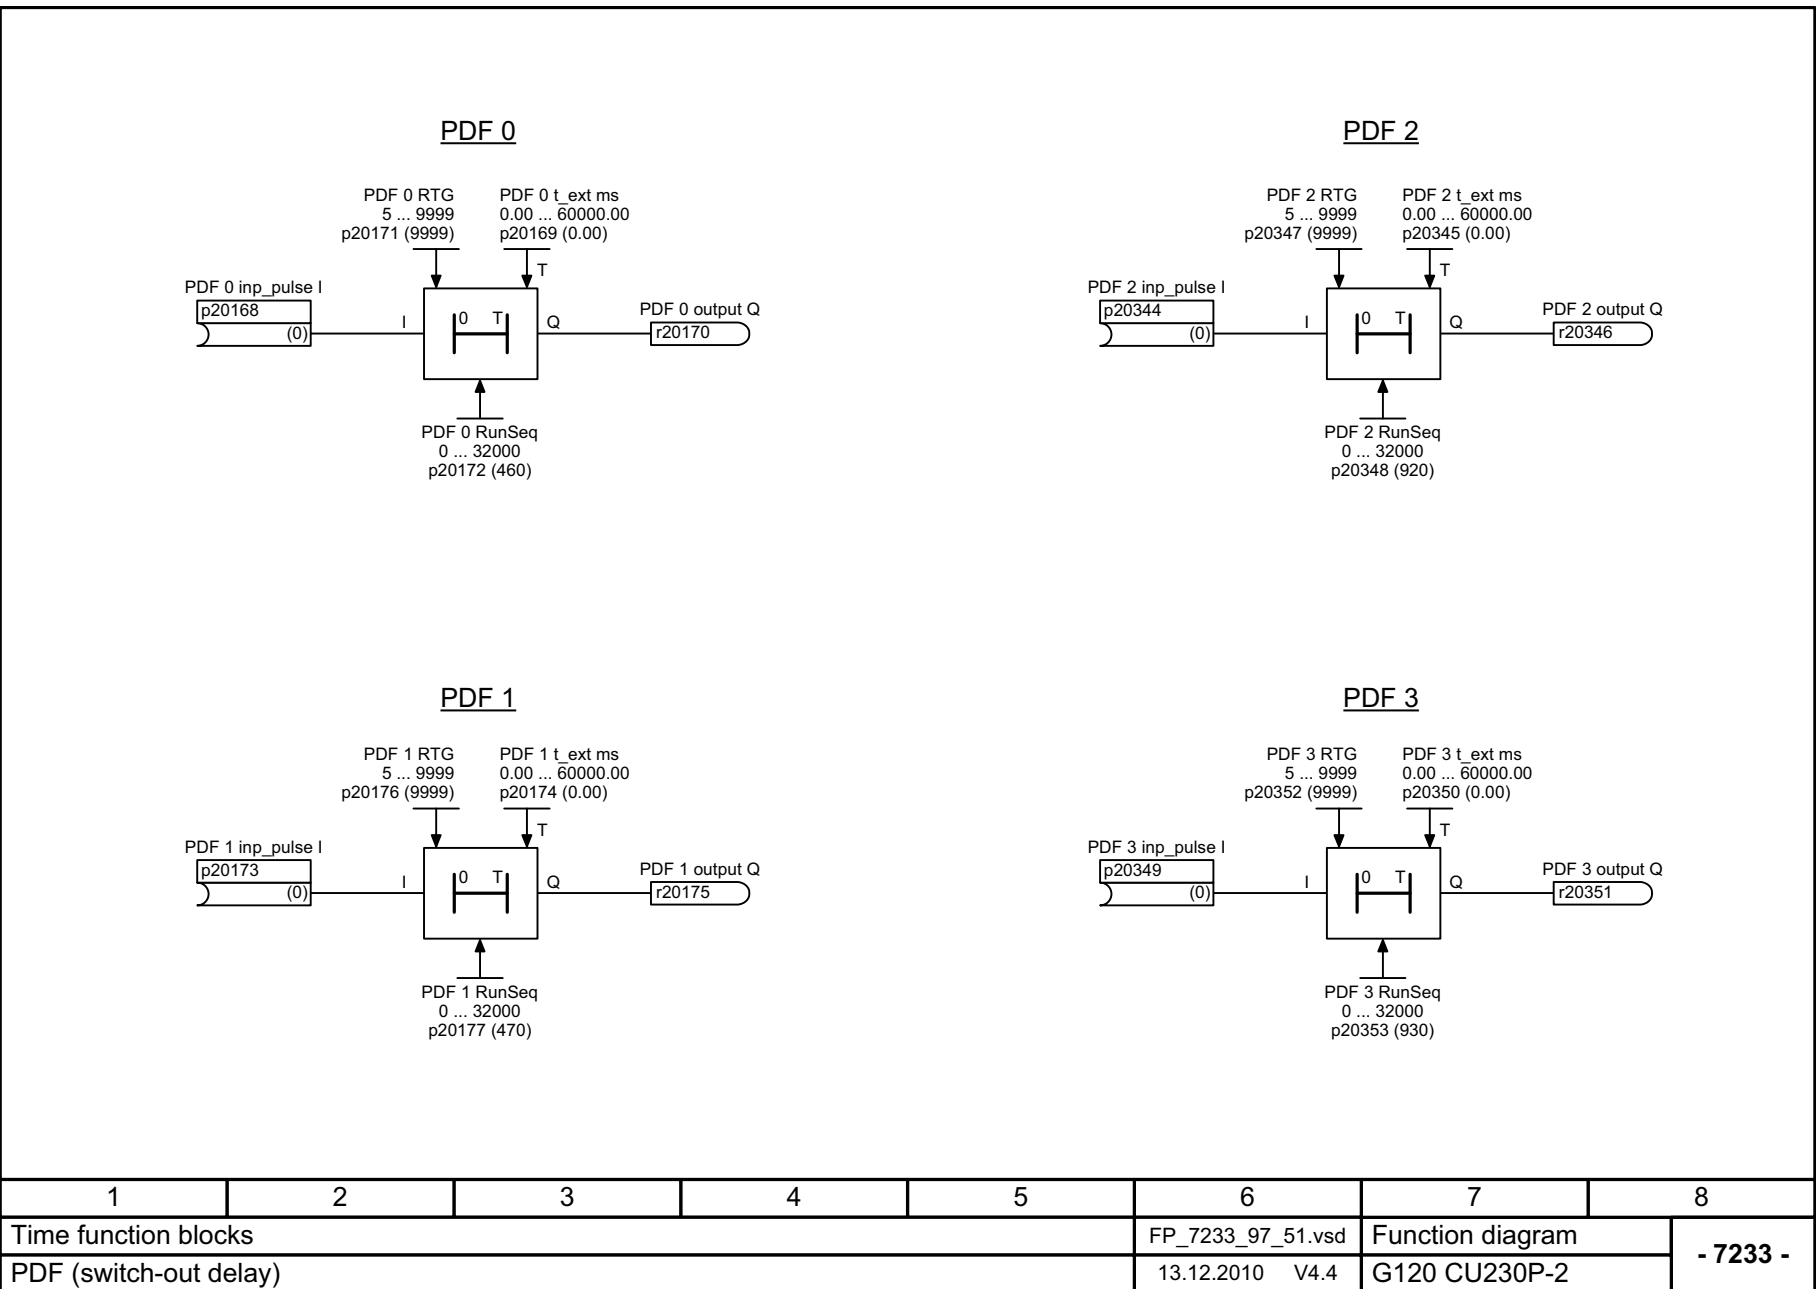 PDF 0
PDF 0 RTG
5 ... 9999
p20171 (9999)
PDF 0 t_ext ms
0.00 ... 60000.00
p20169 (0.00)
T
PDF 0 inp_pulse I
p20168
(0)
I
0 T
Q
PDF 0 output Q
r20170
PDF 0 RunSeq
0 ... 32000
p20172 (460)
PDF 2
PDF 2 RTG
5 ... 9999
p20347 (9999)
PDF 2 t_ext ms
0.00 ... 60000.00
p20345 (0.00)
T
PDF 2 inp_pulse I
p20344
(0)
I
0 T
Q
PDF 2 output Q
r20346
PDF 2 RunSeq
0 ... 32000
p20348 (920)
PDF 1
PDF 1 RTG
5 ... 9999
p20176 (9999)
PDF 1 t_ext ms
0.00 ... 60000.00
p20174 (0.00)
T
PDF 1 inp_pulse I
p20173
(0)
I
0 T
Q
PDF 1 output Q
r20175
PDF 1 RunSeq
0 ... 32000
p20177 (470)
PDF 3
PDF 3 RTG
5 ... 9999
p20352 (9999)
PDF 3 t_ext ms
0.00 ... 60000.00
p20350 (0.00)
T
PDF 3 inp_pulse I
p20349
(0)
I
0 T
Q
PDF 3 output Q
r20351
PDF 3 RunSeq
0 ... 32000
p20353 (930)
1 2 3 4 5 6 7 8
Time function blocks
FP_7233_97_51.vsd
Function diagram
- 7233 -
PDF (switch-out delay)
13.12.2010 V4.4
G120 CU230P-2